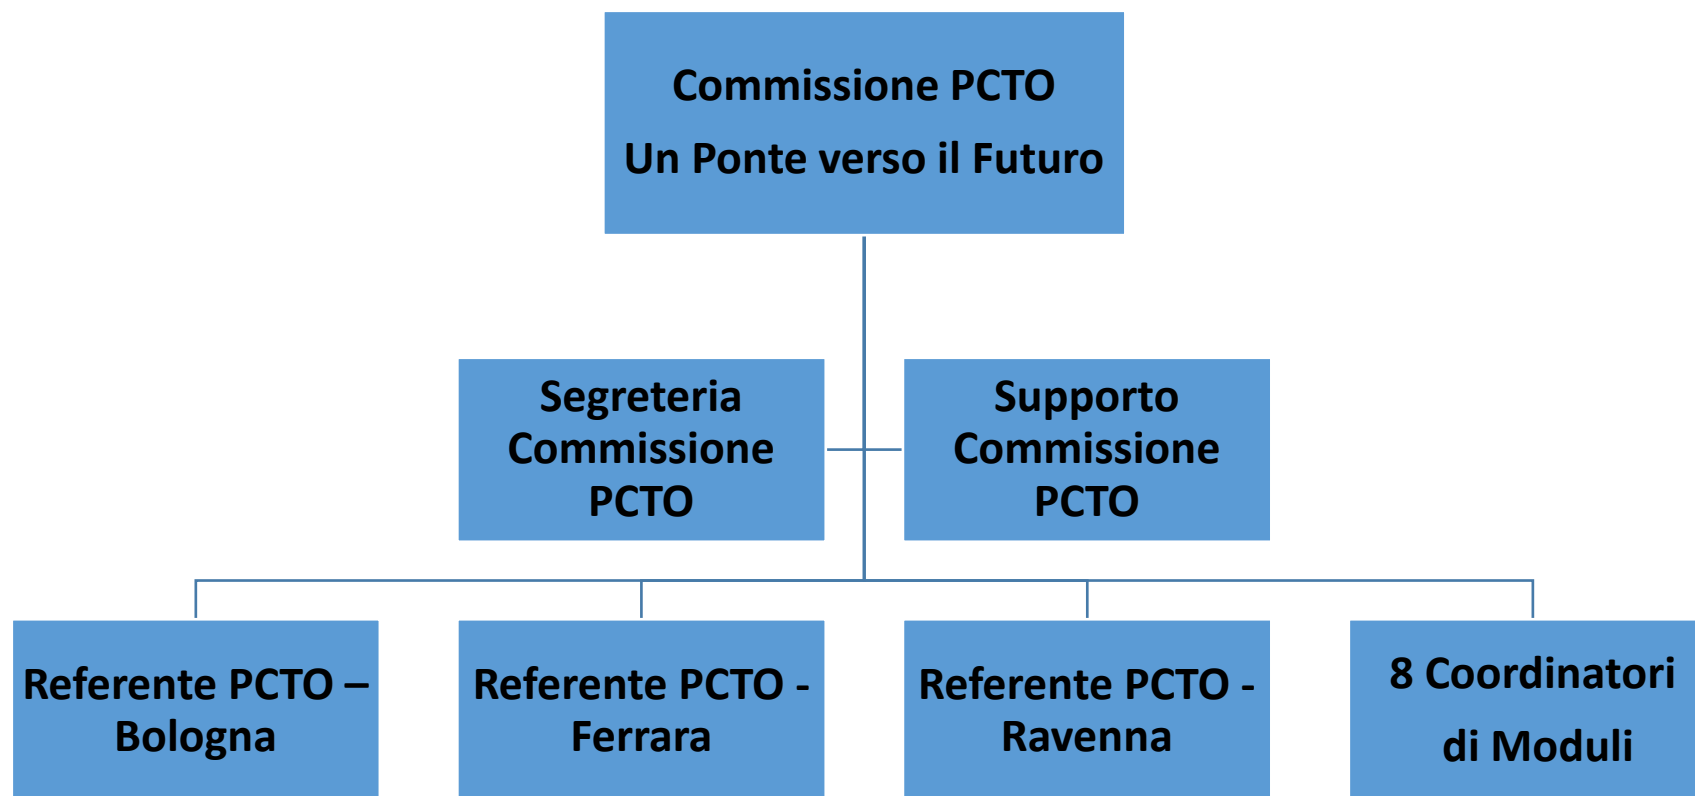 Commissione PCTO
Un Ponte verso il Futuro
Segreteria
Commissione
PCTO
Supporto
Commissione
PCTO
Referente PCTO –
Bologna
Referente PCTO -
Ferrara
Referente PCTO -
Ravenna
8 Coordinatori
di Moduli